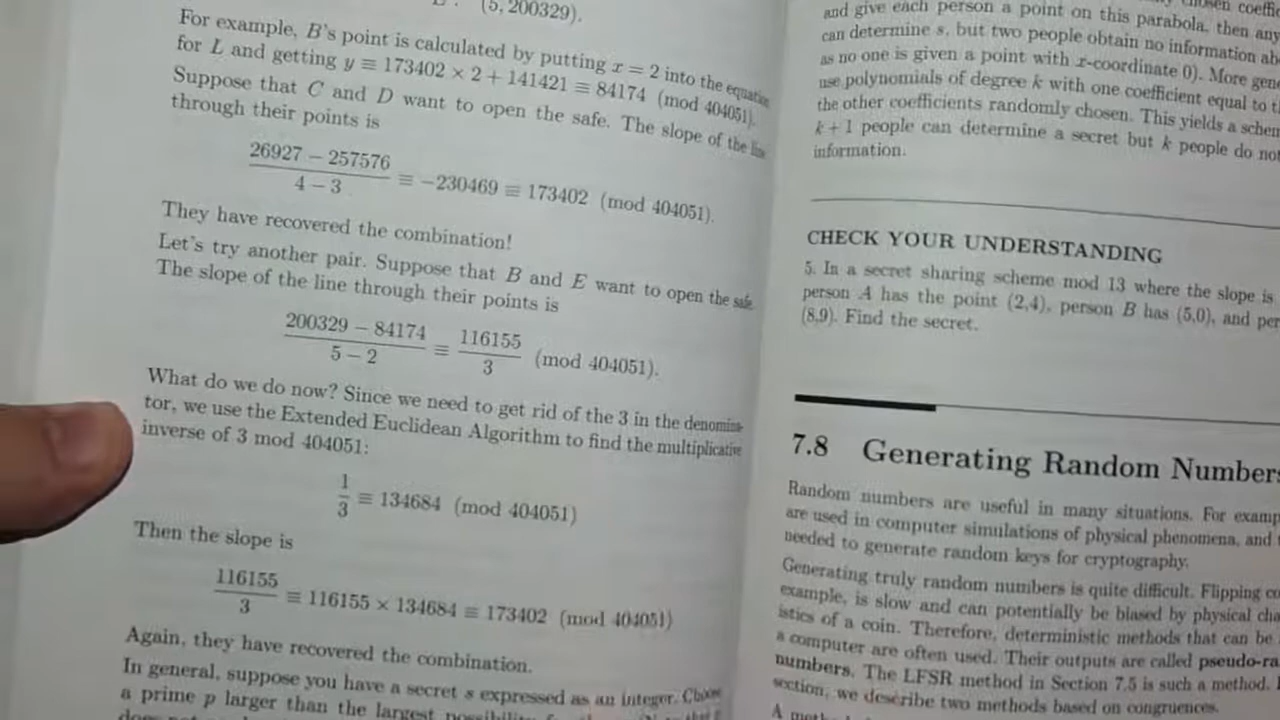 (5, 200329).
For example, B's point is calculated by putting x = 2 into the equation
for L and getting y ≡ 173402 × 2 + 141421 ≡ 84174 (mod 404051).
Suppose that C and D want to open the safe. The slope of the line
through their points is
26927 − 257576
4 − 3
≡ −230469 ≡ 173402 (mod 404051).
They have recovered the combination!
Let's try another pair. Suppose that B and E want to open the safe.
The slope of the line through their points is
200329 − 84174
5 − 2
≡
116155
3
(mod 404051).
What do we do now? Since we need to get rid of the 3 in the denomina-
tor, we use the Extended Euclidean Algorithm to find the multiplicative
inverse of 3 mod 404051:
1
3
≡ 134684 (mod 404051)
Then the slope is
116155
3
≡ 116155 × 134684 ≡ 173402 (mod 404051)
Again, they have recovered the combination.
In general, suppose you have a secret s expressed as an integer. Choose
a prime p larger than the largest
chosen
and give each person a point on this parabola, then any
can determine s, but two people obtain no information
as no one is given a point with x-coordinate 0). More
use polynomials of degree k with one coefficient equal to
the other coefficients randomly chosen. This yields a
k + 1 people can determine a secret but k people do
information.
CHECK YOUR UNDERSTANDING
5. In a secret sharing scheme mod 13 where the slope is
person A has the point (2,4), person B has (5,0), and
(8,9). Find the secret.
7.8 Generating Random Numbers
Random numbers are useful in many situations. For
are used in computer simulations of physical phenomena, and
needed to generate random keys for cryptography.
Generating truly random numbers is quite difficult. Flipping
example, is slow and can potentially be biased by physical
istics of a coin. Therefore, deterministic methods that can be
a computer are often used. Their outputs are called pseudo-ra
numbers. The LFSR method in Section 7.5 is such a method.
section, we describe two methods based on congruences.